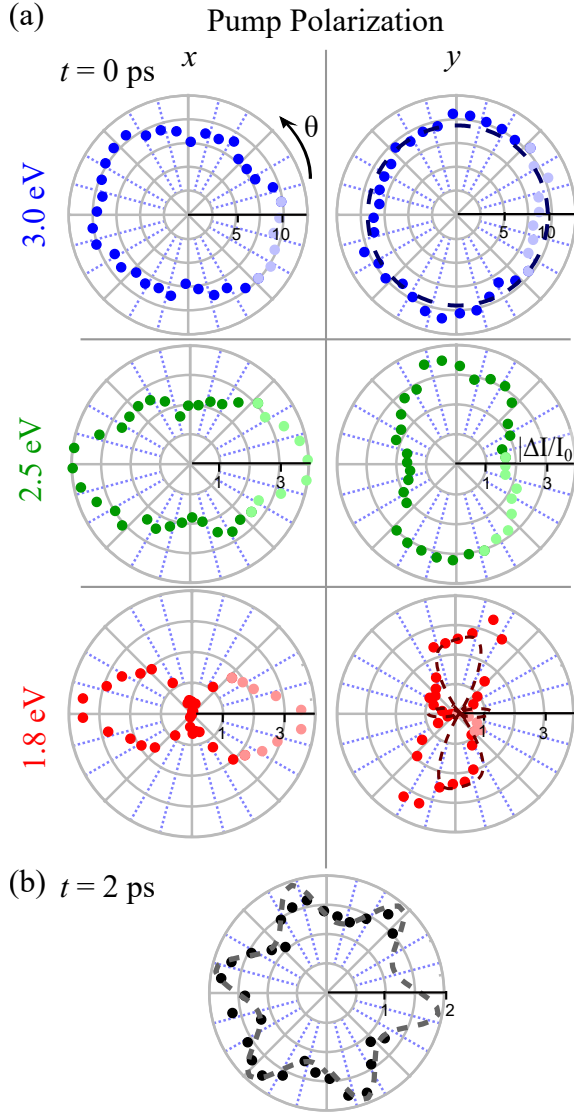 (a)
Pump Polarization
t = 0 ps
x
y
θ
3.0 eV
5
10
5
10
2.5 eV
1
3
|ΔI/I0
1
3
1.8 eV
1
3
1
3
(b)
t = 2 ps
1
2